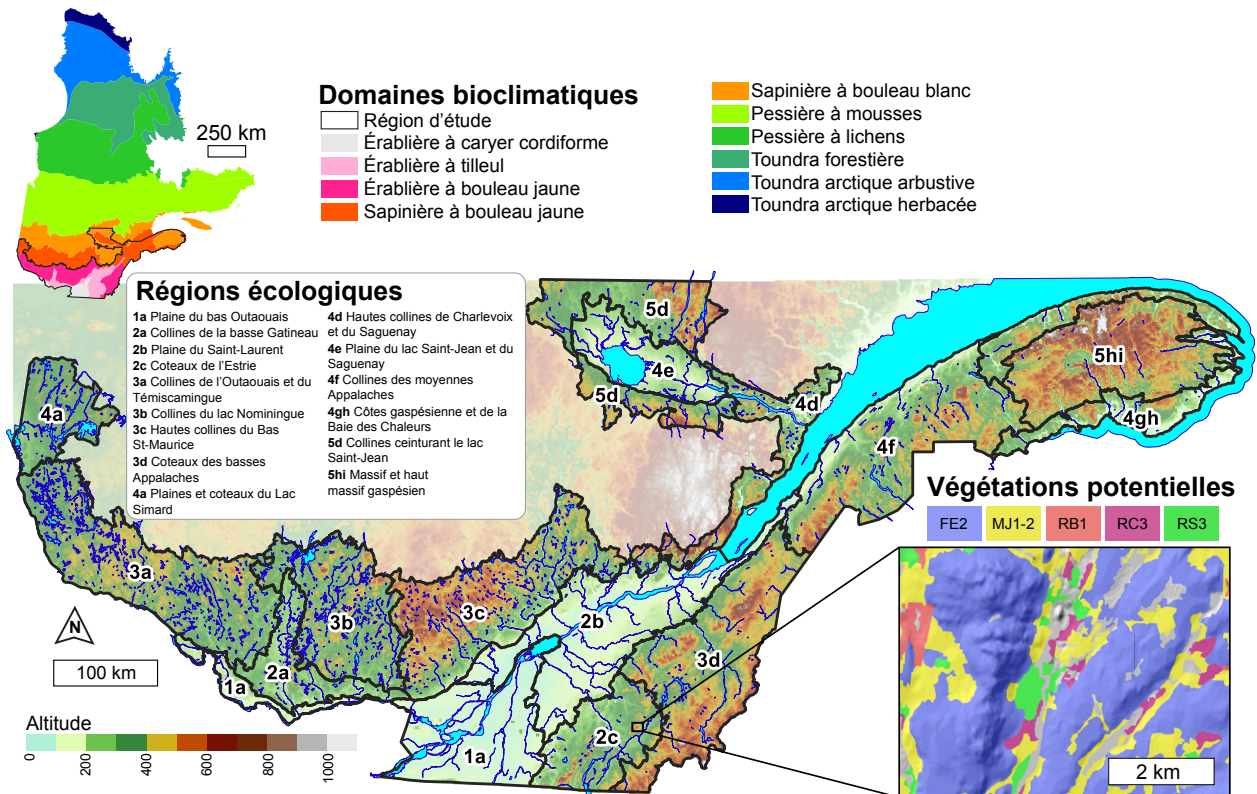 250 km
Domaines bioclimatiques
Région d'étude
Érablière à caryer cordiforme
Érablière à tilleul
Érablière à bouleau jaune
Sapinière à bouleau jaune
Sapinière à bouleau blanc
Pessière à mousses
Pessière à lichens
Toundra forestière
Toundra arctique arbustive
Toundra arctique herbacée
Régions écologiques
1a Plaine du bas Outaouais
2a Collines de la basse Gatineau
2b Plaine du Saint-Laurent
2c Coteaux de l'Estrie
3a Collines de l'Outaouais et du
Témiscamingue
3b Collines du lac Nominingue
3c Hautes collines du Bas
St-Maurice
3d Coteaux des basses
Appalaches
4a Plaines et coteaux du Lac
Simard
4d Hautes collines de Charlevoix
et du Saguenay
4e Plaine du lac Saint-Jean et du
Saguenay
4f Collines des moyennes
Appalaches
4gh Côtes gaspésienne et de la
Baie des Chaleurs
5d Collines ceinturant le lac
Saint-Jean
5hi Massif et haut
massif gaspésien
5d
4e
5d
4d
5hi
4gh
4f
4a
3a
3b
3c
2a
1a
2b
3d
2c
1a
N
100 km
Altitude
0
200
400
600
800
1000
Végétations potentielles
FE2
MJ1-2
RB1
RC3
RS3
2 km